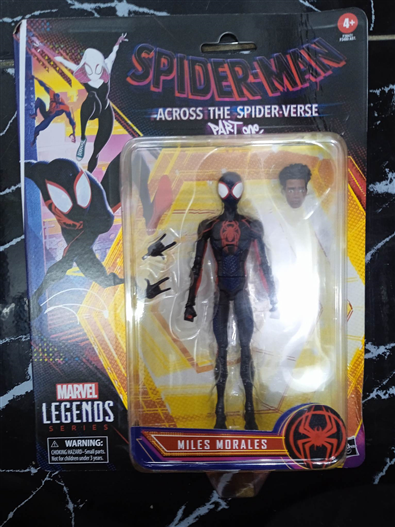 4+
SPIDER-MAN
ACROSS THE SPIDER-VERSE
PART One
MARVEL
LEGENDS
SERIES
WARNING:
CHOKING HAZARD–Small parts.
Not for children under 3 years.
MILES MORALES